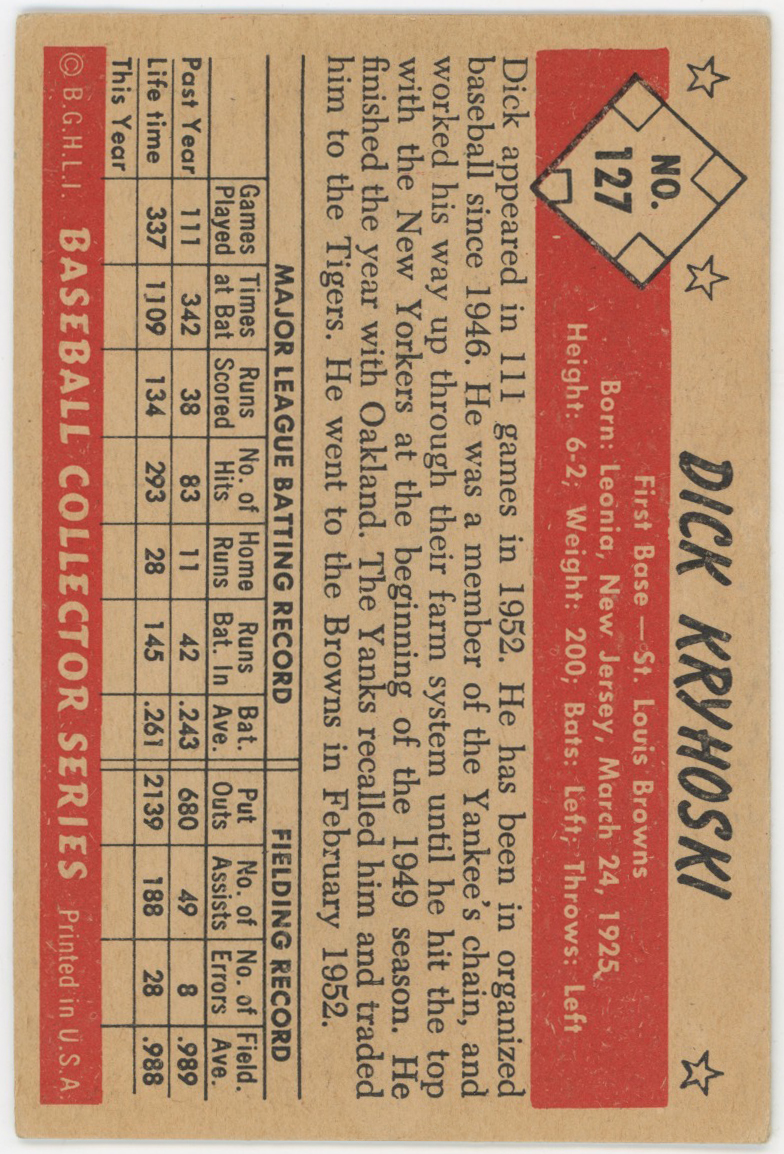 DICK KRYHOSKI
NO.
127
First Base — St. Louis Browns
Born: Leonia, New Jersey, March 24, 1925
Height: 6-2; Weight: 200; Bats: Left; Throws: Left
Dick appeared in 111 games in 1952. He has been in organized
baseball since 1946. He was a member of the Yankee's chain, and
worked his way up through their farm system until he hit the top
with the New Yorkers at the beginning of the 1949 season. He
finished the year with Oakland. The Yanks recalled him and traded
him to the Tigers. He went to the Browns in February 1952.
MAJOR LEAGUE BATTING RECORD FIELDING RECORD
Games Times Runs No. of Home Runs Bat. Put No. of No. of Field.
Played at Bat Scored Hits Runs Bat. In Ave. Outs Assists Errors Ave.
Past Year 111 342 38 83 11 42 .243 680 49 8 .989
Life time 337 1109 134 293 28 145 .261 2139 188 28 .988
This Year
© B.G.H.L.I. BASEBALL COLLECTOR SERIES Printed in U.S.A.